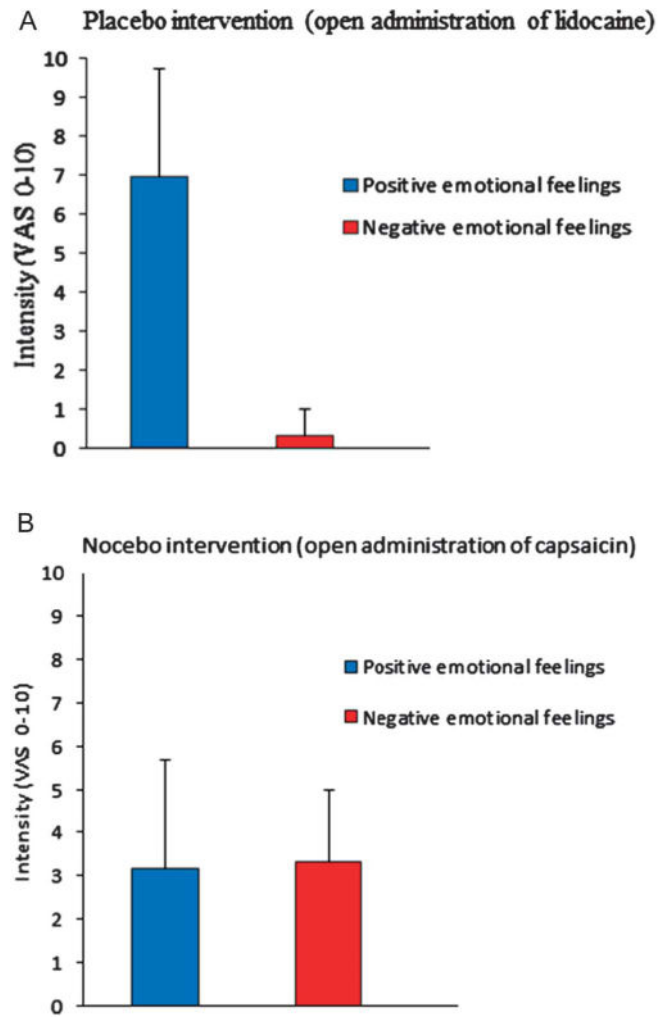 A
Placebo intervention (open administration of lidocaine)
10
9
8
7
6
5
4
3
2
1
0
Intensity (VAS 0-10)
Positive emotional feelings
Negative emotional feelings
B
Nocebo intervention (open administration of capsaicin)
10
9
8
7
6
5
4
3
2
1
0
Intensity (VAS 0-10)
Positive emotional feelings
Negative emotional feelings